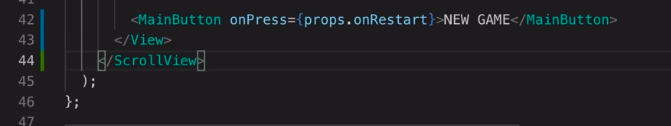 41
42 <MainButton onPress={props.onRestart}>NEW GAME</MainButton>
43 </View>
44 </ScrollView>
45 );
46 };
47